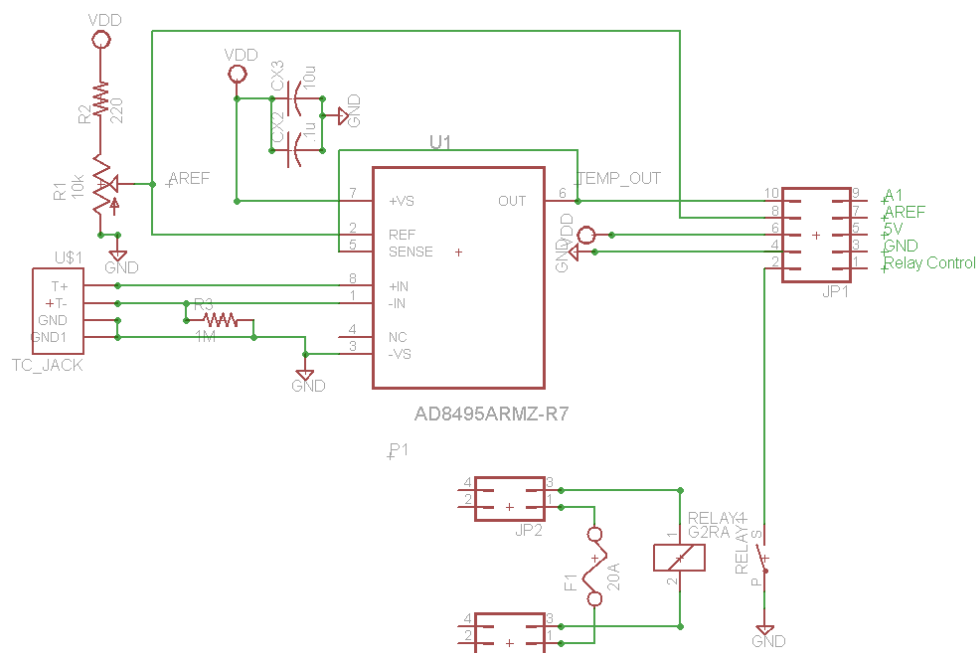 VDD
R2
220
R1
10k
AREF
GND
VDD
CX3
10u
CX2
.1u
GND
U1
7
+VS
2
REF
5
SENSE
8
+IN
1
-IN
4
NC
3
-VS
OUT
6
TEMP_OUT
AD8495ARMZ-R7
U$1
T+
T-
GND
GND1
TC_JACK
R3
1M
GND
VDD
GND
10
9
A1
8
7
AREF
6
5
5V
4
3
GND
2
1
Relay Control
JP1
P1
4
3
2
1
JP2
F1
20A
RELAY1
G2RA
1
2
RELAY1
S
P
GND
4
3
2
1